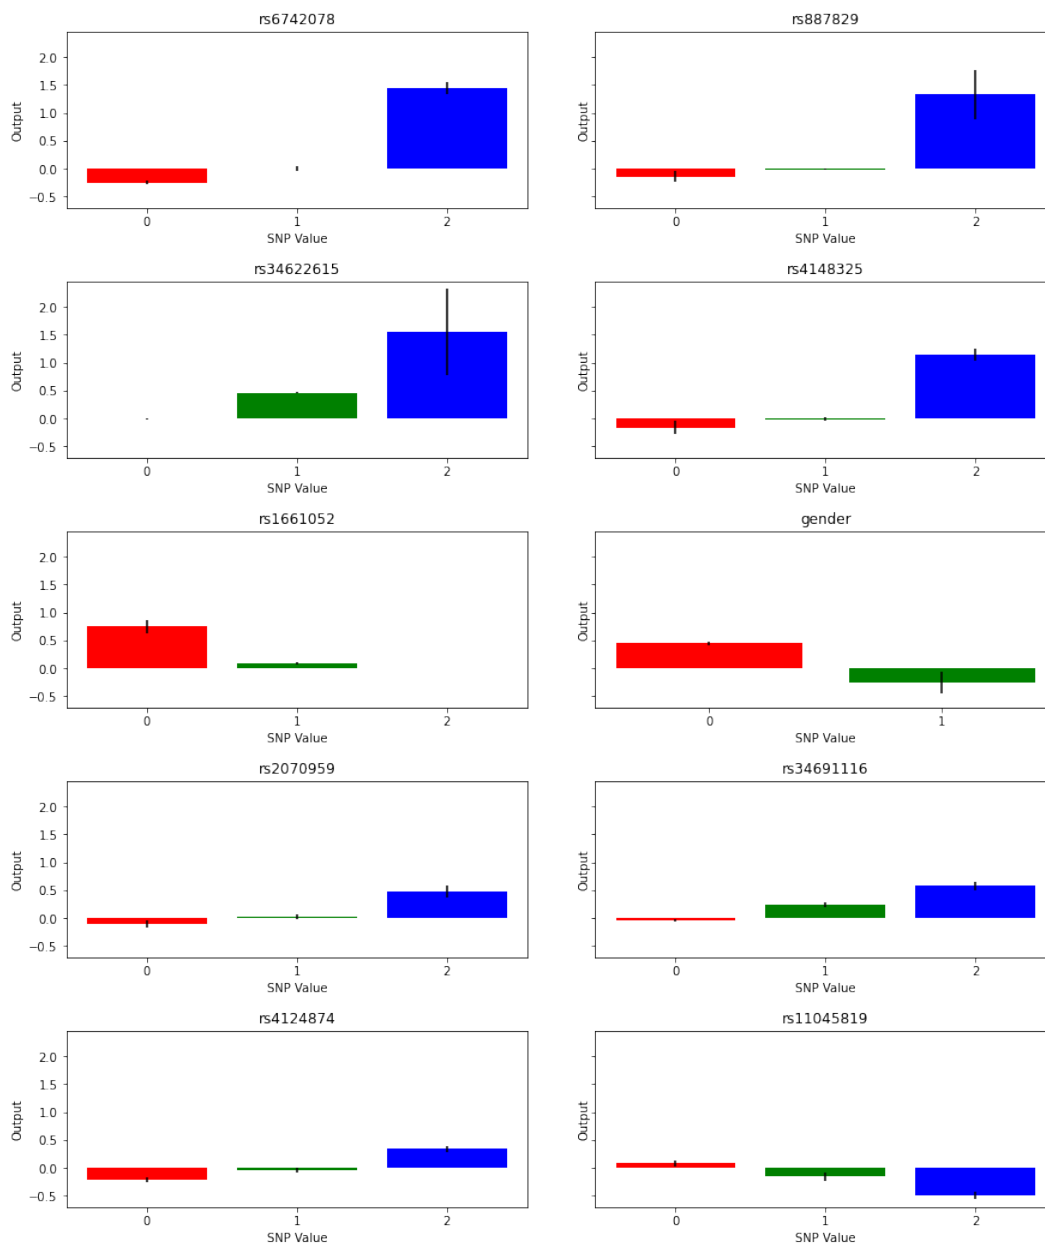 rs6742078
rs887829
Output
2.0
1.5
1.0
0.5
0.0
−0.5
0 1 2
SNP Value
Output
0 1 2
SNP Value
rs34622615
rs4148325
Output
2.0
1.5
1.0
0.5
0.0
−0.5
0 1 2
SNP Value
Output
0 1 2
SNP Value
rs1661052
gender
Output
2.0
1.5
1.0
0.5
0.0
−0.5
0 1 2
SNP Value
Output
0 1
SNP Value
rs2070959
rs34691116
Output
2.0
1.5
1.0
0.5
0.0
−0.5
0 1 2
SNP Value
Output
0 1 2
SNP Value
rs4124874
rs11045819
Output
2.0
1.5
1.0
0.5
0.0
−0.5
0 1 2
SNP Value
Output
0 1 2
SNP Value